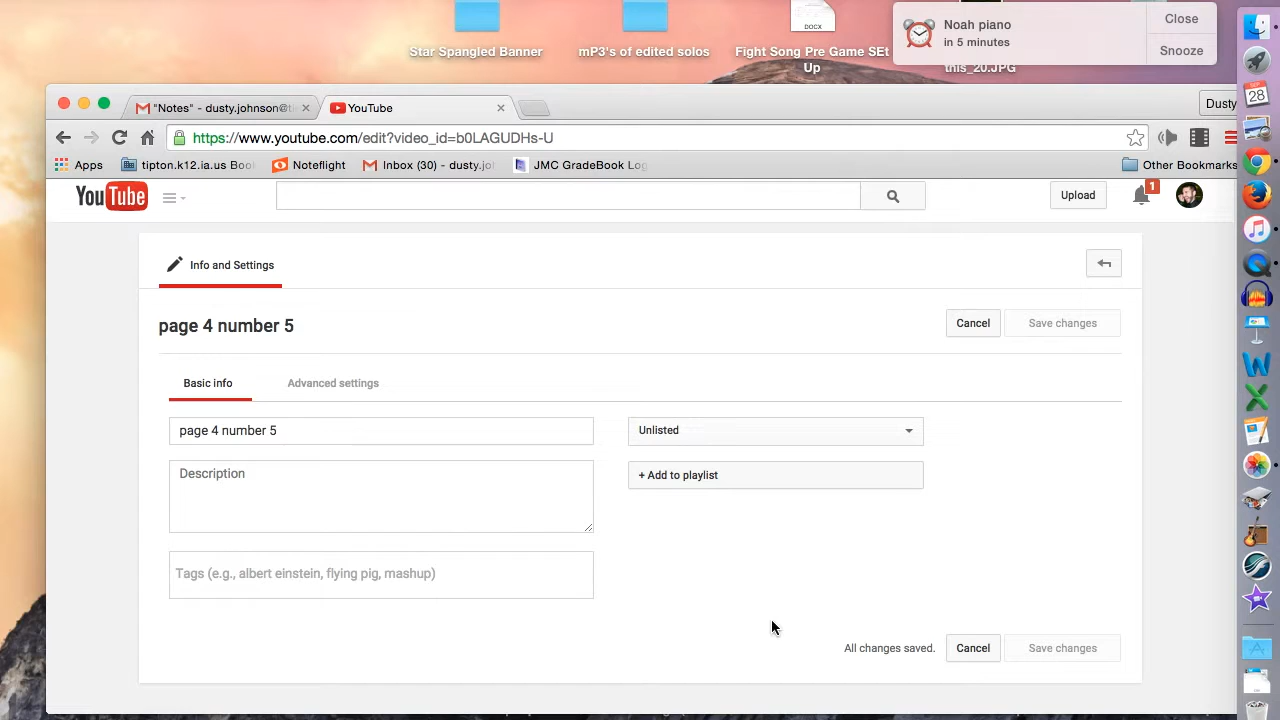 Star Spangled Banner
mp3's of edited solos
DOCX
Fight Song Pre Game SEt
Up
this_20.JPG
Noah piano
in 5 minutes
Close
Snooze
"Notes" - dusty.johnson@ti
YouTube
Dusty
https://www.youtube.com/edit?video_id=b0LAGUDHs-U
Apps
tipton.k12.ia.us Boo
Noteflight
Inbox (30) - dusty.jo
JMC GradeBook Log
Other Bookmarks
SEP
28
YouTube
Upload
1
Info and Settings
page 4 number 5
Cancel
Save changes
Basic info
Advanced settings
page 4 number 5
Unlisted
Description
+ Add to playlist
Tags (e.g., albert einstein, flying pig, mashup)
All changes saved.
Cancel
Save changes